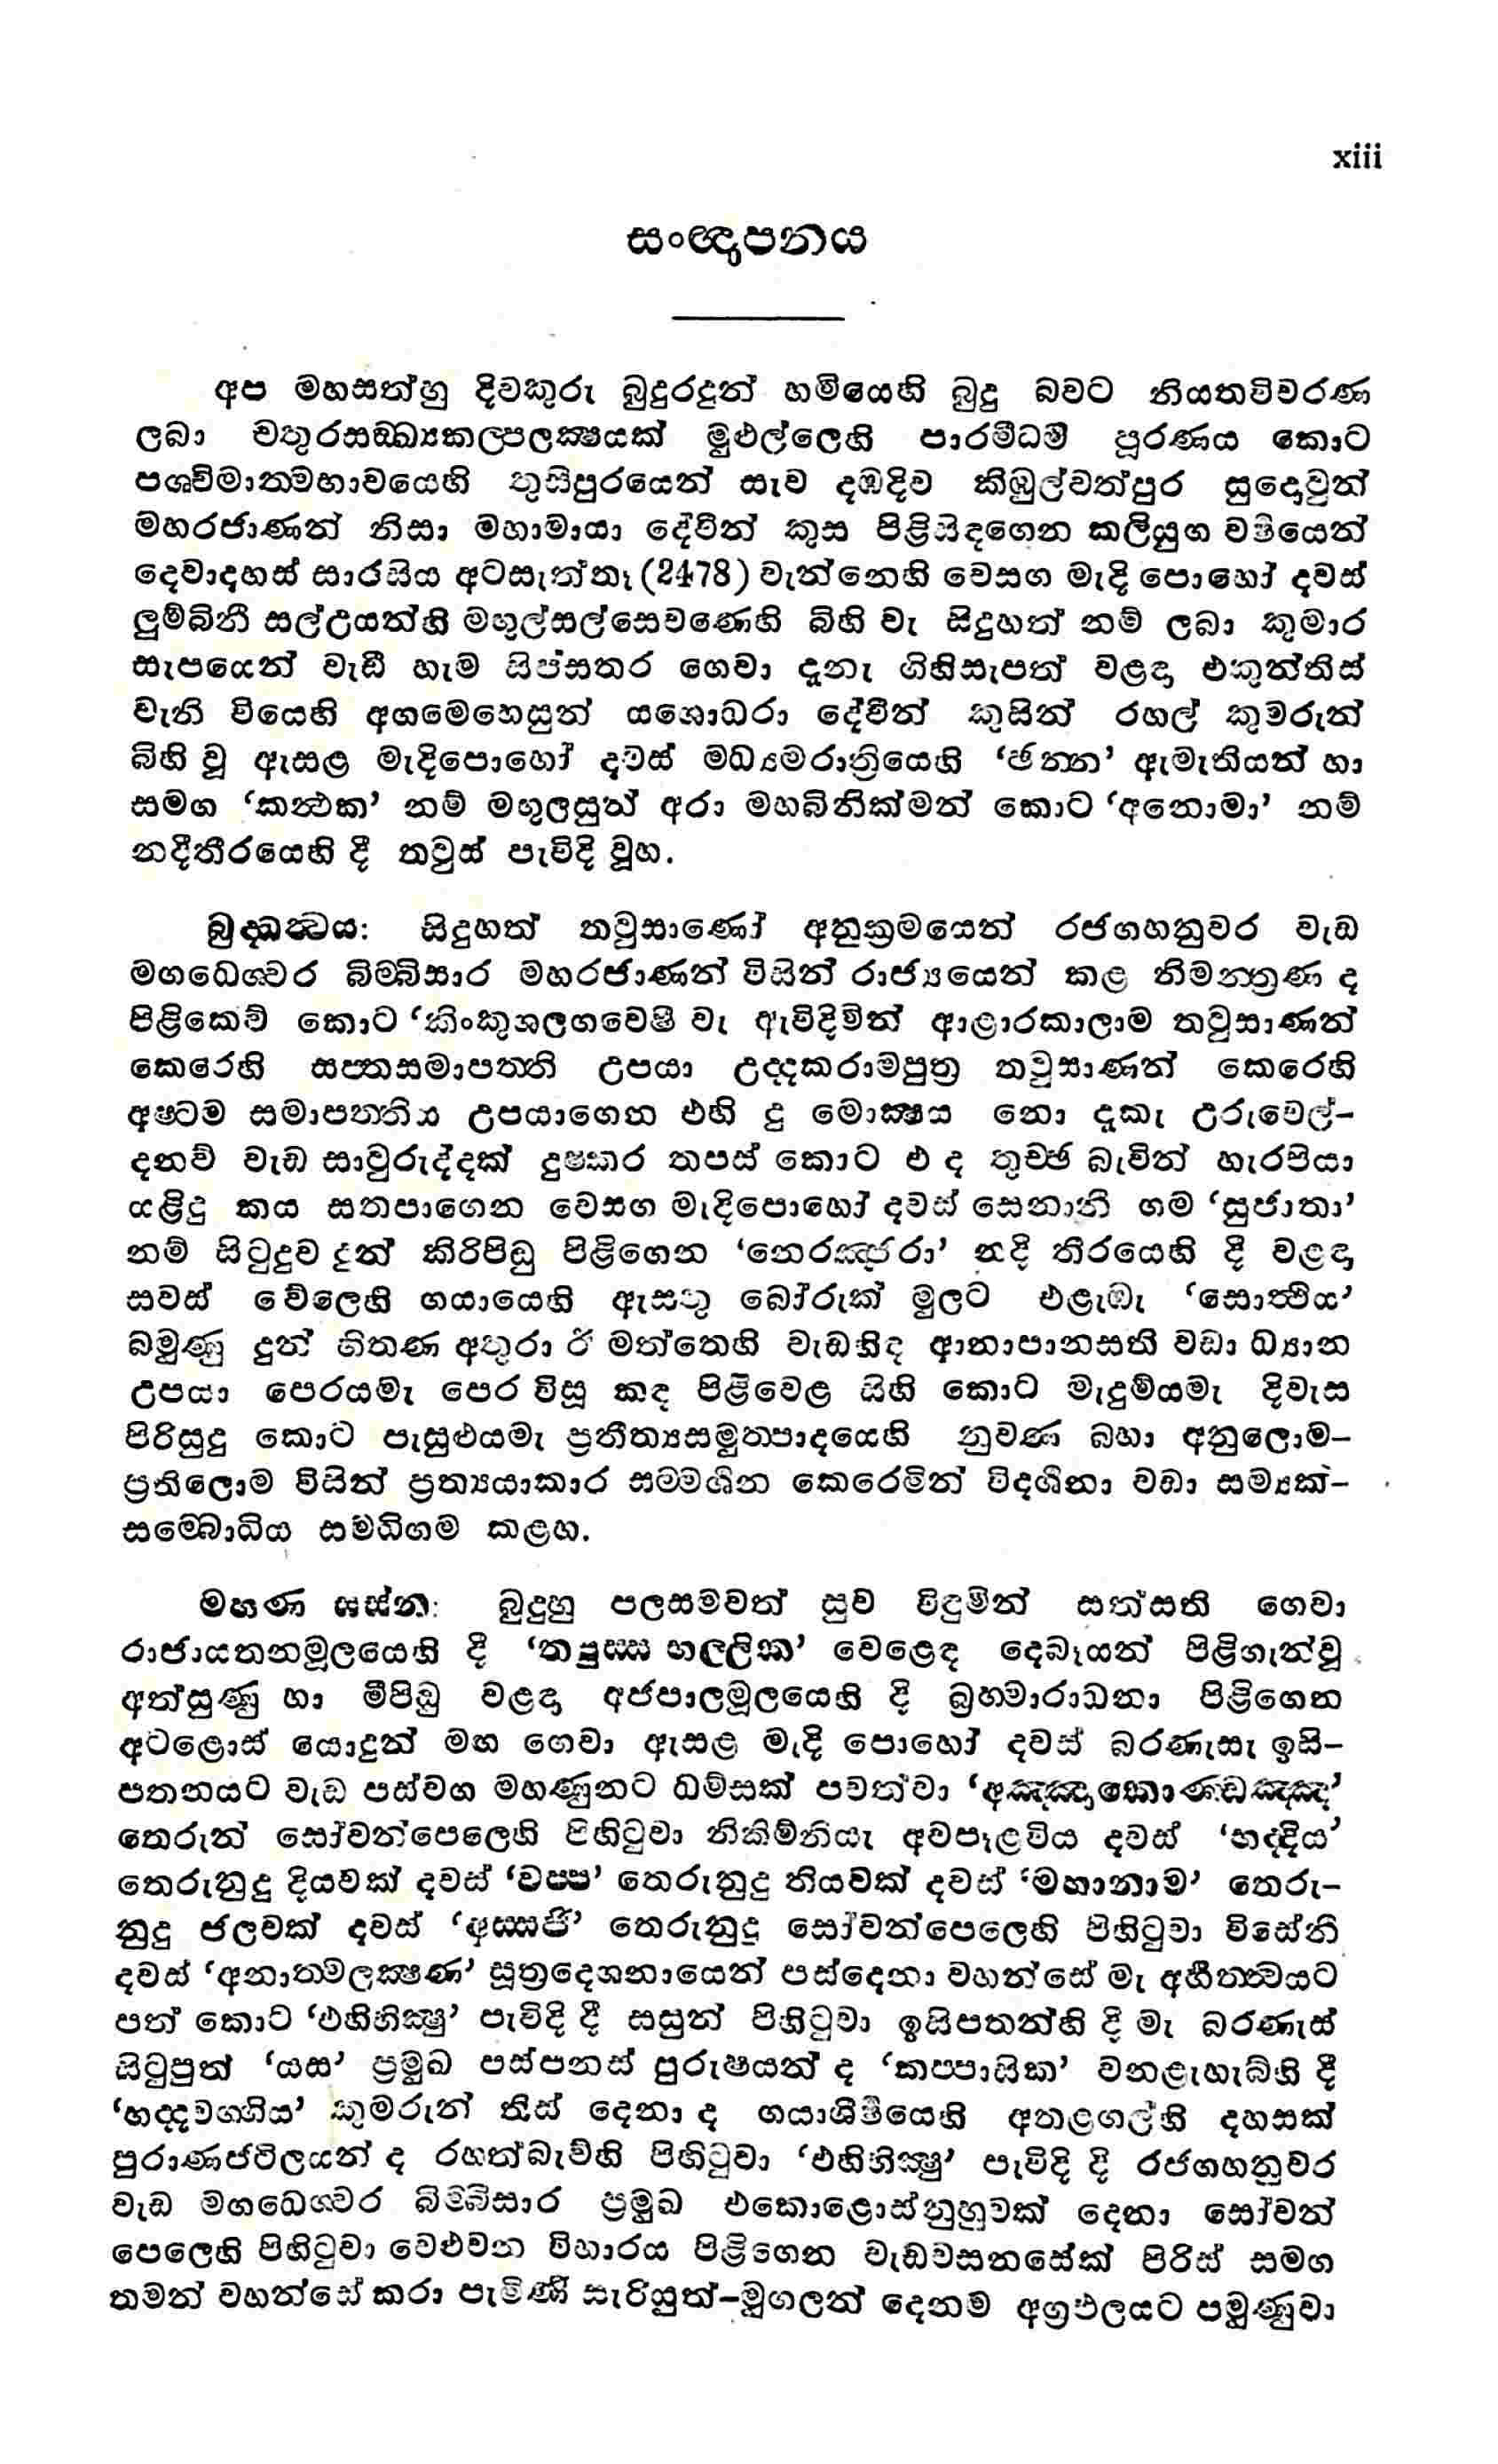 xiii
සංඥාපනය
අප මහසත්හු දිවකුරු බුදුරදුන් හමියෙහි බුදු බවට නියතවිවරණ
ලබා චතුරසඞ්ඛ්‍යකල්පලක්‍ෂයක් මුළුල්ලෙහි පාරමීධර්‍ම පූරණය කොට
පශ්චිමාත්මභාවයෙහි තුසීපුරයෙන් සැව දඹදිව කිඹුල්වත්පුර සුදොවුන්
මහරජාණන් නිසා මහාමායා දේවින් කුස පිළිසිදගෙන කලියුග වර්‍ෂයෙන්
දෙවාදහස් සාරසිය අටසැත්තෑ (2478) වැන්නෙහි වෙසග මැදි පොහෝ දවස්
ලුම්බිනී සල්උයන්හි මඟුල්සල්සෙවණෙහි බිහි වැ සිදුහත් නම් ලබා කුමාර
සැපයෙන් වැඩී හැම සිප්සතර ගෙවා දැනැ ගිහිසැපත් වළඳා එකුන්තිස්
වැනි වියෙහි අගමෙහෙසුන් යශොධරා දේවින් කුසින් රහල් කුමරුන්
බිහි වූ ඇසළ මැදිපොහෝ දවස් මධ්‍යමරාත්‍රියෙහි ‘ඡන්න’ ඇමැතියන් හා
සමග ‘කන්‍ථක’ නම් මඟුලසුන් අරා මහබිනික්මන් කොට ‘අනොමා’ නම්
නදීතීරයෙහි දී තවුස් පැවිදි වූහ.
බුද්ධත්‍වය: සිදුහත් තවුසාණෝ අනුක්‍රමයෙන් රජගහනුවර වැඩ
මගධෙශ්වර බිම්බිසාර මහරජාණන් විසින් රාජ්‍යයෙන් කළ නිමන්ත්‍රණ ද
පිළිකෙව් කොට ‘කිංකුශලගවෙෂී වැ ඇවිදිමින් ආළාරකාලාම තවුසාණන්
කෙරෙහි සප්තසමාපත්ති උපයා උද්දකරාමපුත්‍ර තවුසාණන් කෙරෙහි
අෂ්ටම සමාපත්තිය උපයාගෙන එහි දු මොක්‍ෂය නො දැකැ උරුවෙල්-
දනව් වැඩ සාවුරුද්දක් දුෂ්කර තපස් කොට එ ද තුච්ඡ බැවින් හැරපියා
යළිදු කය සතපාගෙන වෙසග මැදිපොහෝ දවස් සෙනානී ගම ‘සුජාතා’
නම් සිටුදුව දුන් කිරිපිඬු පිළිගෙන ‘නෙරඤ්ජරා’ නදී තීරයෙහි දී වළඳා
සවස් වේලෙහි ගයායෙහි ඇසතු බෝරුක් මුලට එළැඹැ ‘සොත්‍ථිය’
බමුණු දුන් හිතණ අතුරා ඊ මත්තෙහි වැඩහිඳ ආනාපානසති වඩා ධ්‍යාන
උපයා පෙරයමැ පෙර විසූ කඳ පිළිවෙළ සිහි කොට මැදුම්යමැ දිවැස
පිරිසුදු කොට පැසුළුයමැ ප්‍රතීත්‍යසමුත්පාදයෙහි නුවණ බහා අනුලොම-
ප්‍රතිලොම විසින් ප්‍රත්‍යයාකාර සම්මර්‍ශන කෙරෙමින් විදර්‍ශනා වඩා සම්‍යක්-
සම්බොධිය සමධිගම කළහ.
මහණ සස්න: බුදුහු පලසමවත් සුව විඳුමින් සත්සති ගෙවා
රාජායතනමූලයෙහි දී ‘තපුස්ස භල්ලික’ වෙළෙඳ දෙබෑයන් පිළිගැන්වූ
අත්සුණු හා මීපිඬු වළඳා අජපාලමූලයෙහි දී බ්‍රහ්මාරාධනා පිළිගෙන
අටළොස් යොදුන් මඟ ගෙවා ඇසළ මැදි පොහෝ දවස් බරණැසැ ඉසි-
පතනයට වැඩ පස්වග මහණුනට ධම්සක් පවත්වා ‘අඤ්ඤාකොණ්ඩඤ්ඤ’
තෙරුන් සෝවන්පෙලෙහි පිහිටුවා නිකිම්නියැ අවපෑළවිය දවස් ‘භද්දිය’
තෙරුනුදු දියවක් දවස් ‘වප්ප’ තෙරුනුදු තියවක් දවස් ‘මහානාම’ තෙරු-
නුදු ජලවක් දවස් ‘අස්සජි’ තෙරුනුදු සෝවන්පෙලෙහි පිහිටුවා විසේනි
දවස් ‘අනාත්මලක්‍ෂණ’ සූත්‍රදෙශනායෙන් පස්දෙනා වහන්සේ මැ අර්‍හත්ත්‍වයට
පත් කොට ‘එහිභික්‍ෂු’ පැවිදි දී සසුන් පිහිටුවා ඉසිපතන්හි දි මැ බරණැස්
සිටුපුත් ‘යස’ ප්‍රමුඛ පස්පනස් පුරුෂයන් ද ‘කප්පාසික’ වනළැහැබ්හි දී
‘භද්දවග්ගිය’ කුමරුන් තිස් දෙනා ද ගයාශීර්‍ෂයෙහි අතළගල්හි දහසක්
පුරාණජටිලයන් ද රහත්බැව්හි පිහිටුවා ‘එහිභික්‍ෂු’ පැවිදි දී රජගහනුවර
වැඩ මගධෙශ්වර බිම්බිසාර ප්‍රමුඛ එකොළොස්නුහුවක් දෙනා සෝවන්
පෙලෙහි පිහිටුවා වෙළුවන විහාරය පිළිගෙන වැඩවසනසේක් පිරිස් සමග
තමන් වහන්සේ කරා පැමිණි සැරියුත්-මුගලන් දෙනම අග්‍රඵලයට පමුණුවා